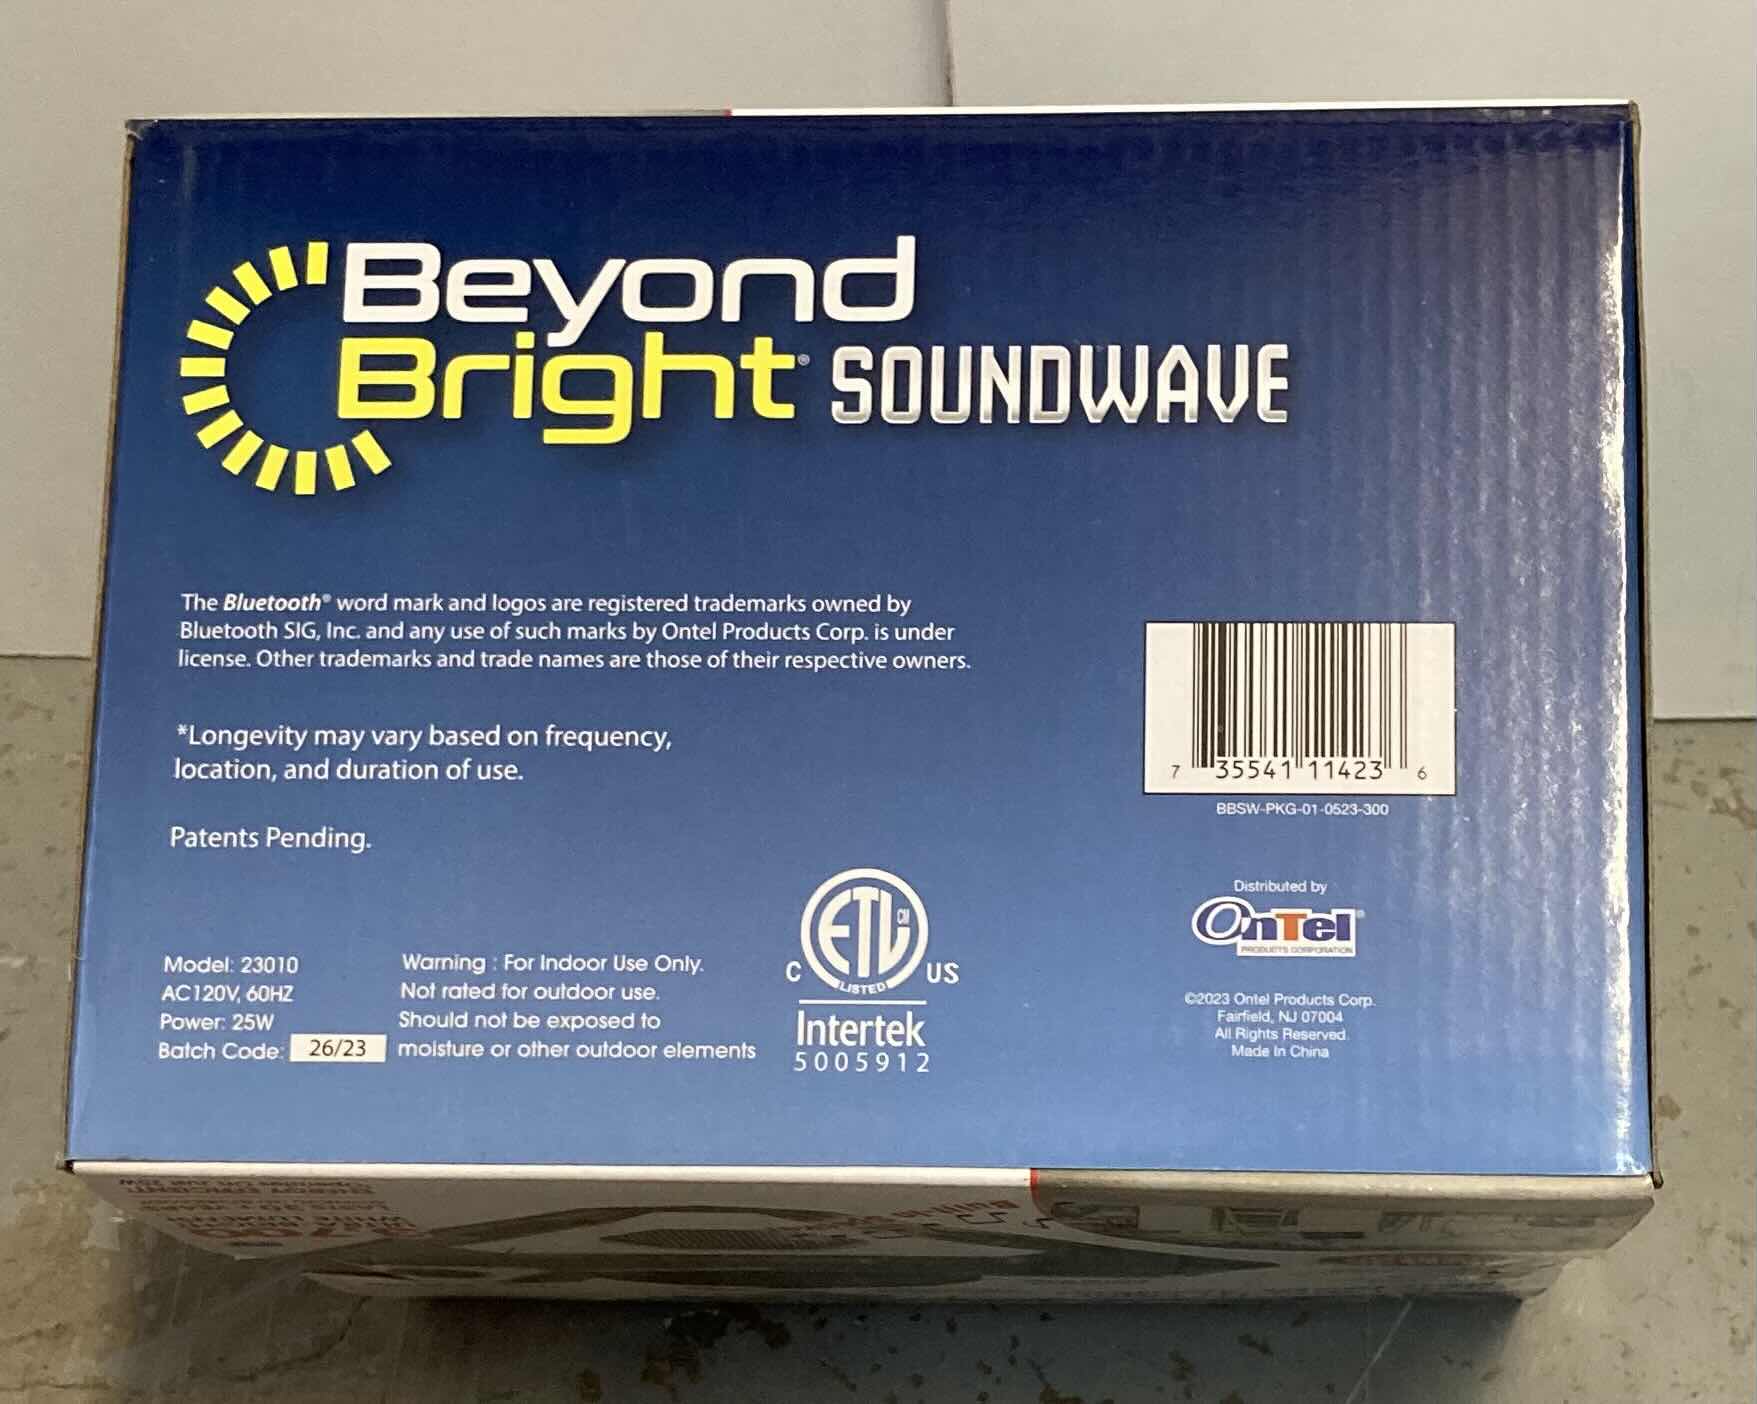 Beyond
Bright® SOUNDWAVE
The Bluetooth® word mark and logos are registered trademarks owned by
Bluetooth SIG, Inc. and any use of such marks by Ontel Products Corp. is under
license. Other trademarks and trade names are those of their respective owners.
*Longevity may vary based on frequency,
location, and duration of use.
Patents Pending.
7 35541 11423 6
BBSW-PKG-01-0523-300
Model: 23010
AC120V, 60HZ
Power: 25W
Batch Code: 26/23
Warning : For Indoor Use Only.
Not rated for outdoor use.
Should not be exposed to
moisture or other outdoor elements
ETL CM
LISTED
C US
Intertek
5005912
Distributed by
OnTel®
PRODUCTS CORPORATION
©2023 Ontel Products Corp.
Fairfield, NJ 07004
All Rights Reserved.
Made In China